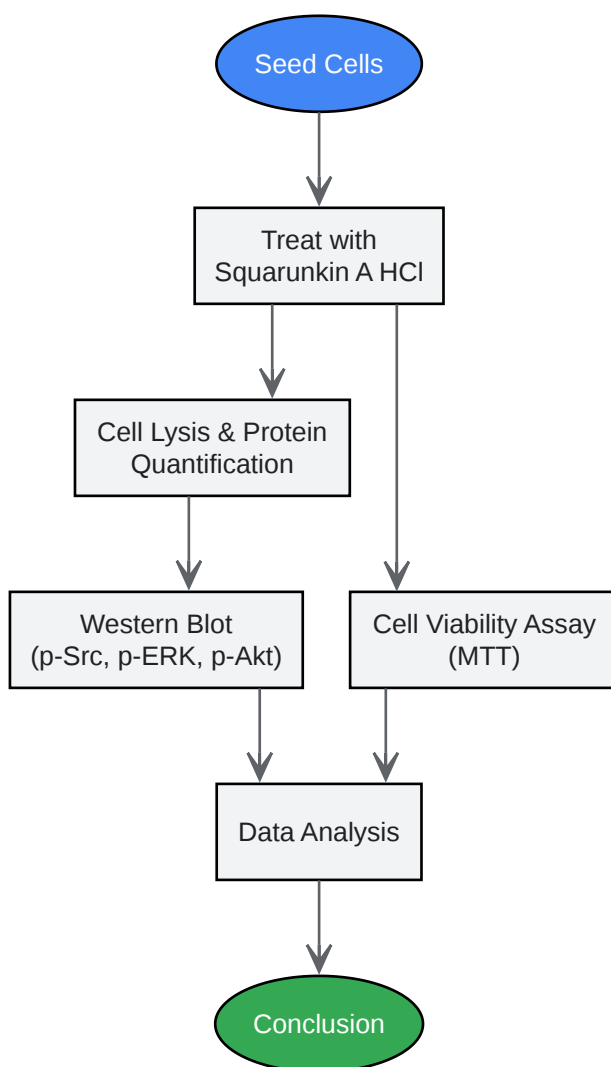 Seed Cells
Treat with
Squarunkin A HCl
Cell Lysis & Protein
Quantification
Western Blot
(p-Src, p-ERK, p-Akt)
Cell Viability Assay
(MTT)
Data Analysis
Conclusion